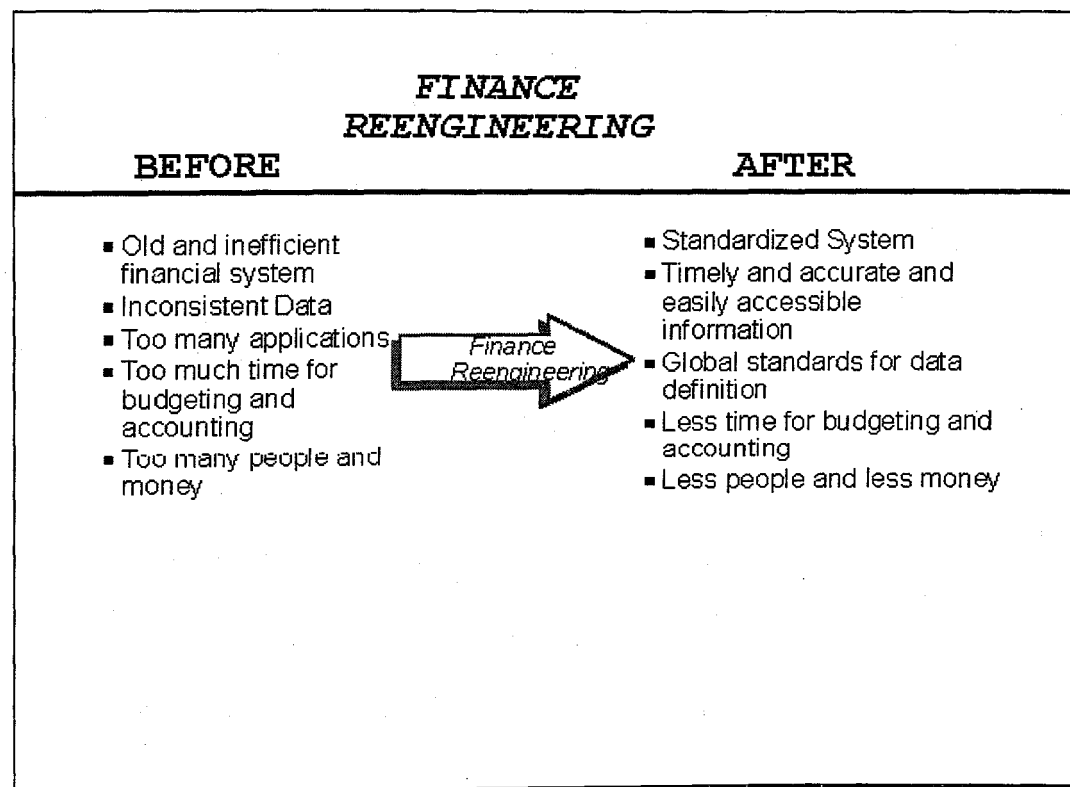 FINANCE
REENGINEERING
BEFORE
AFTER
▪ Old and inefficient
financial system
▪ Inconsistent Data
▪ Too many applications
▪ Too much time for
budgeting and
accounting
▪ Too many people and
money
Finance
Reengineering
▪ Standardized System
▪ Timely and accurate and
easily accessible
information
▪ Global standards for data
definition
▪ Less time for budgeting and
accounting
▪ Less people and less money